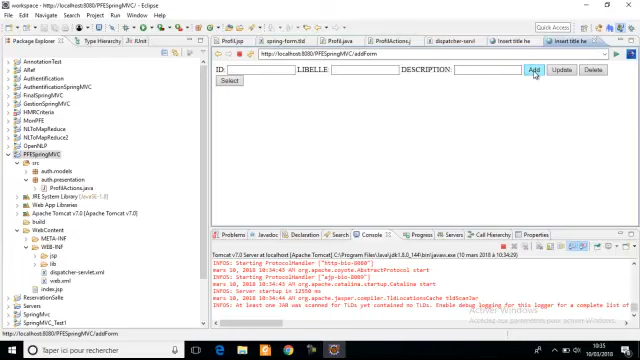 workspace - http://localhost:8080/PFESpringMVC/ - Eclipse
File Edit Navigate Search Project Run Window Help
Quick Access
Package Explorer Type Hierarchy JUnit
Profil.jsp spring-form.tld Profil.java ProfilActions.j dispatcher-servl Insert title he Insert title he
http://localhost:8080/PFESpringMVC/addForm
ID: LIBELLE: DESCRIPTION: Add Update Delete
Select
AnnotationTest
ARef
Authentification
AuthentificationSpringMVC
FinalSpringMVC
GestionSpringMVC
HMRCriteria
MonPFE
NLToMapReduce
NLToMapReduce2
OpenNLP
PFESpringMVC
src
auth.models
auth.presentation
ProfilActions.java
JRE System Library [JavaSE-1.8]
Web App Libraries
Apache Tomcat v7.0 [Apache Tomcat v7.0]
build
WebContent
META-INF
WEB-INF
jsp
lib
dispatcher-servlet.xml
web.xml
index.jsp
ReservationSalle
Servers
SpringMvc
SpringMvc_Test1
Problems Javadoc Declaration Search Console Progress Servers Call Hierarchy Properties
Tomcat v7.0 Server at localhost [Apache Tomcat] C:\Program Files\Java\jdk1.8.0_144\bin\javaw.exe (10 mars 2018 à 10:34:29)
INFOS: Starting ProtocolHandler ["http-bio-8080"]
mars 10, 2018 10:34:43 AM org.apache.coyote.AbstractProtocol start
INFOS: Starting ProtocolHandler ["ajp-bio-8009"]
mars 10, 2018 10:34:43 AM org.apache.catalina.startup.Catalina start
INFOS: Server startup in 12550 ms
mars 10, 2018 10:34:44 AM org.apache.jasper.compiler.TldLocationsCache tldScanJar
INFOS: At least one JAR was scanned for TLDs yet contained no TLDs. Enable debug logging for this logger for a complete list of
Activer Windows
Accédez aux paramètres pour activer Windows.
http://localhost:8080/PFESpringMVC/addForm
Taper ici pour rechercher
10:35
10/03/2018